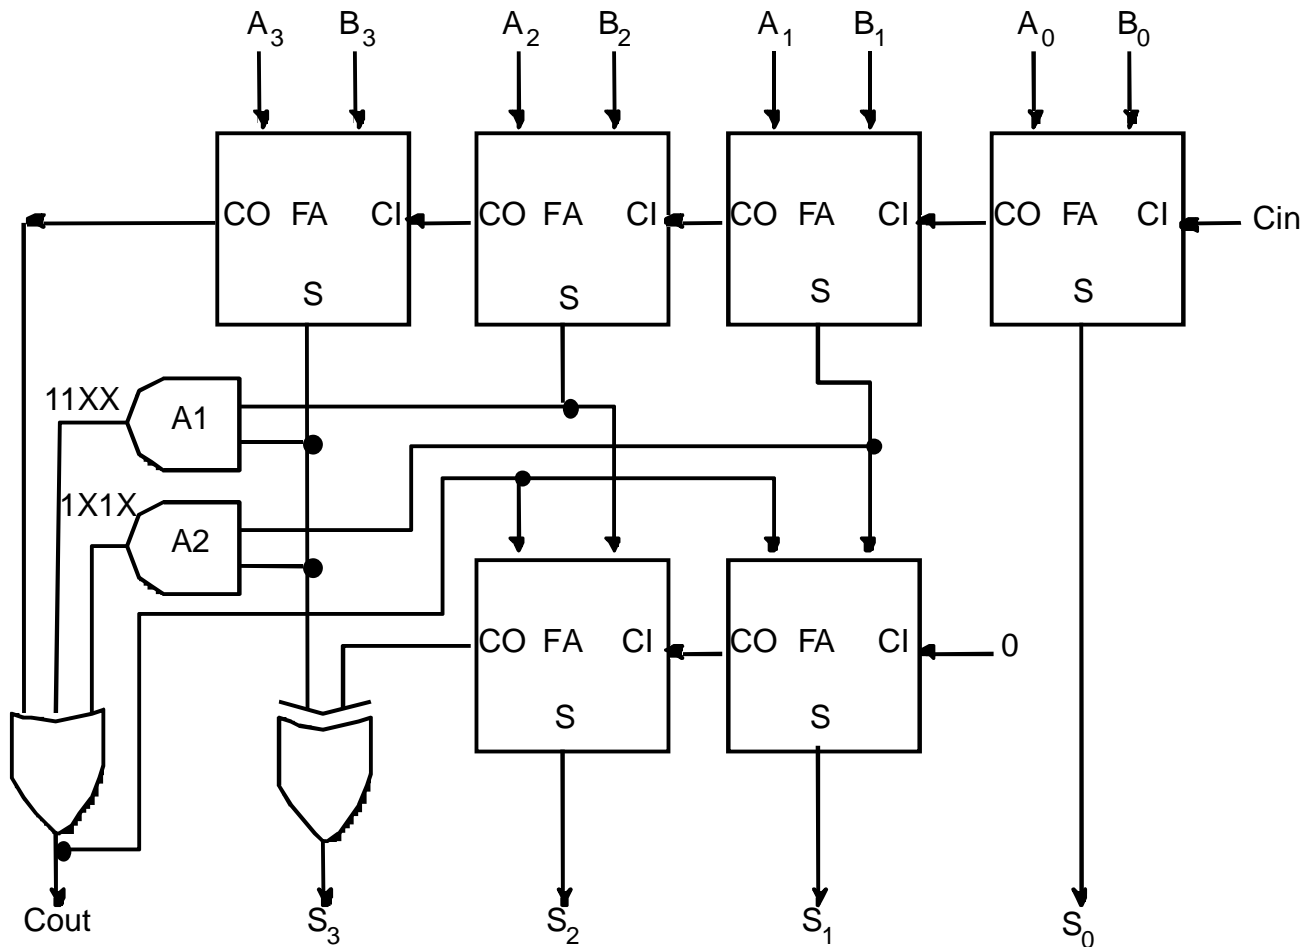 A3 B3 A2 B2 A1 B1 A0 B0
CO FA CI CO FA CI CO FA CI CO FA CI Cin
S S S S
11XX A1
1X1X A2
CO FA CI CO FA CI 0
S S
Cout S3 S2 S1 S0